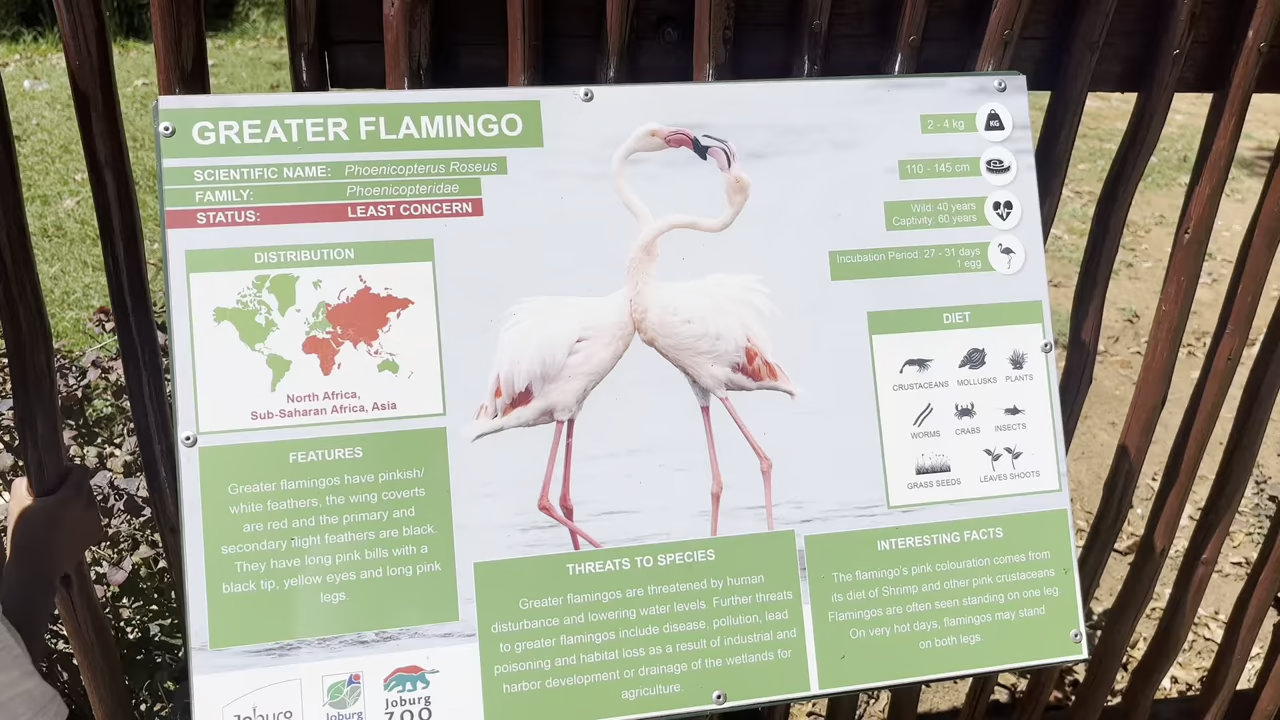 GREATER FLAMINGO
SCIENTIFIC NAME: Phoenicopterus Roseus
FAMILY: Phoenicopteridae
STATUS: LEAST CONCERN
DISTRIBUTION
North Africa,
Sub-Saharan Africa, Asia
FEATURES
Greater flamingos have pinkish/
white feathers, the wing coverts
are red and the primary and
secondary flight feathers are black.
They have long pink bills with a
black tip, yellow eyes and long pink
legs.
Joburg
Joburg
Joburg
ZOO
THREATS TO SPECIES
Greater flamingos are threatened by human
disturbance and lowering water levels. Further threats
to greater flamingos include disease, pollution, lead
poisoning and habitat loss as a result of industrial and
harbor development or drainage of the wetlands for
agriculture.
2 - 4 kg
KG
110 - 145 cm
Wild: 40 years
Captivity: 60 years
Incubation Period: 27 - 31 days
1 egg
DIET
CRUSTACEANS
MOLLUSKS
PLANTS
WORMS
CRABS
INSECTS
GRASS SEEDS
LEAVES SHOOTS
INTERESTING FACTS
The flamingo's pink colouration comes from
its diet of Shrimp and other pink crustaceans
Flamingos are often seen standing on one leg.
On very hot days, flamingos may stand
on both legs.